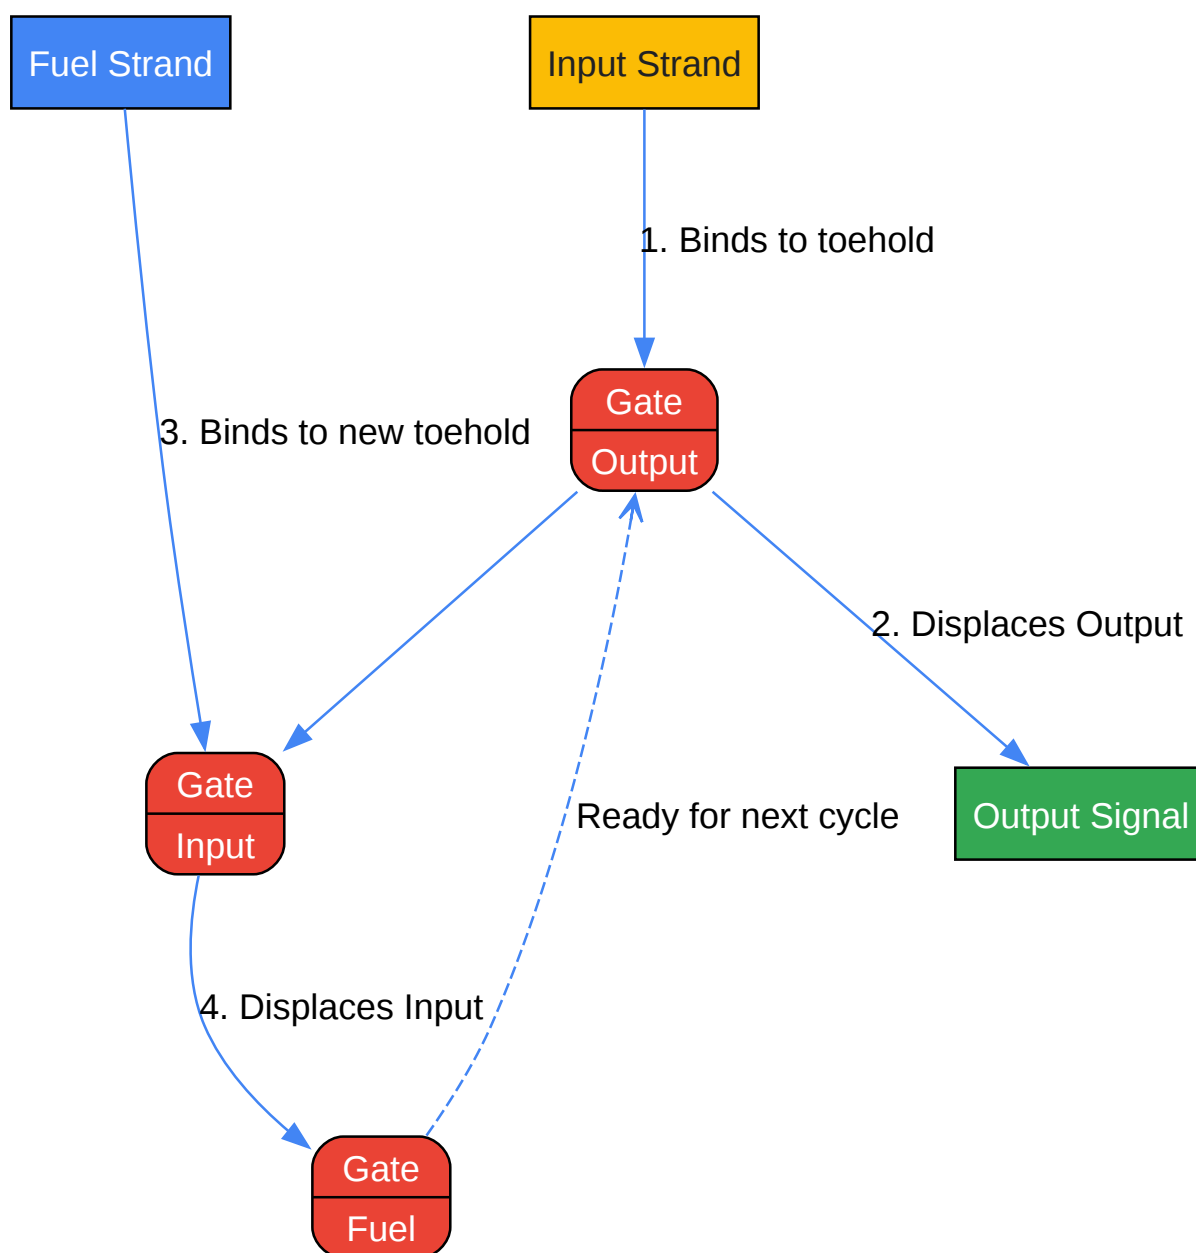 Fuel Strand
Input Strand
1. Binds to toehold
Gate
Output
3. Binds to new toehold
2. Displaces Output
Gate
Input
Ready for next cycle
Output Signal
4. Displaces Input
Gate
Fuel